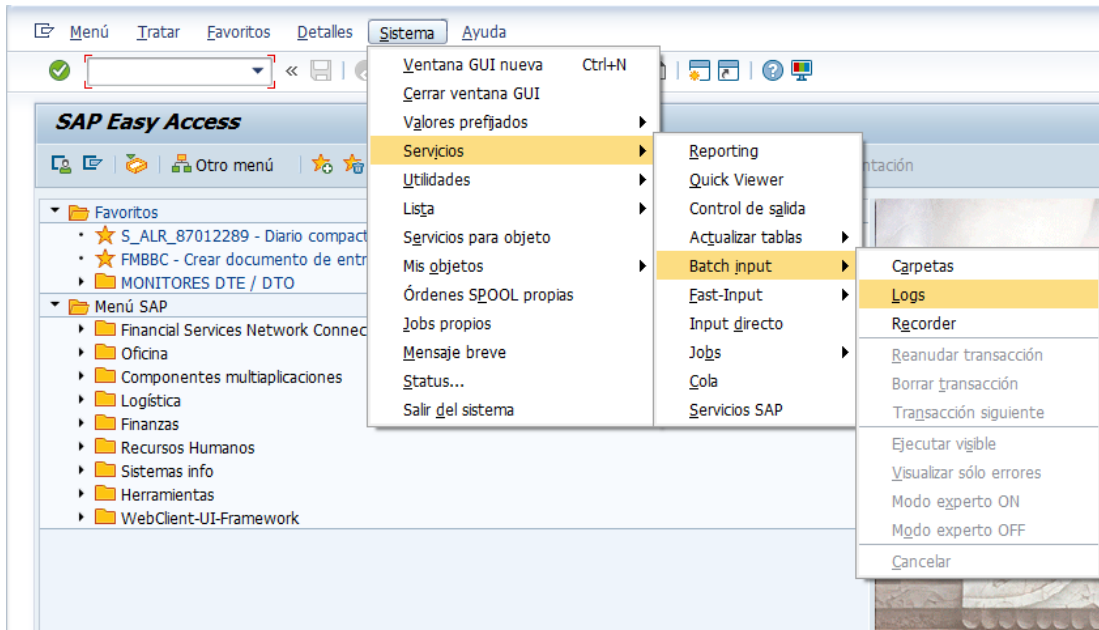 Menú Tratar Favoritos Detalles Sistema Ayuda
SAP Easy Access
Otro menú
Favoritos
S_ALR_87012289 - Diario compact
FMBBC - Crear documento de entr
MONITORES DTE / DTO
Menú SAP
Financial Services Network Connec
Oficina
Componentes multiaplicaciones
Logística
Finanzas
Recursos Humanos
Sistemas info
Herramientas
WebClient-UI-Framework
Ventana GUI nueva Ctrl+N
Cerrar ventana GUI
Valores prefijados
Servicios
Utilidades
Lista
Servicios para objeto
Mis objetos
Órdenes SPOOL propias
Jobs propios
Mensaje breve
Status...
Salir del sistema
Reporting
Quick Viewer
Control de salida
Actualizar tablas
Batch input
Fast-Input
Input directo
Jobs
Cola
Servicios SAP
ntación
Carpetas
Logs
Recorder
Reanudar transacción
Borrar transacción
Transacción siguiente
Ejecutar visible
Visualizar sólo errores
Modo experto ON
Modo experto OFF
Cancelar